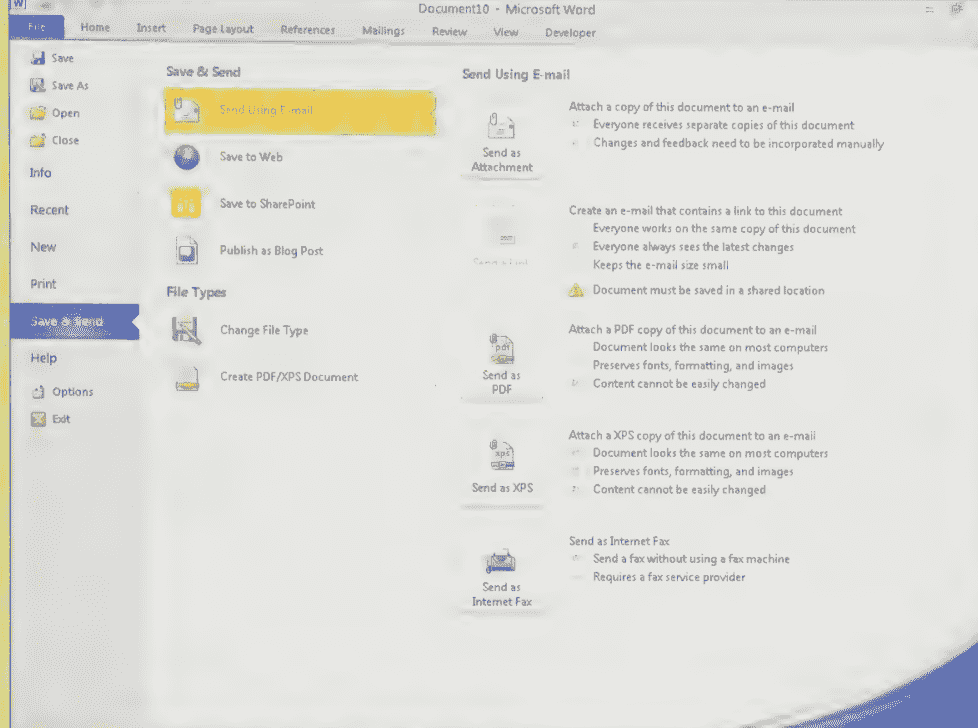 W
Document10 - Microsoft Word
File Home Insert Page Layout References Mailings Review View Developer
Save
Save As
Open
Close
Info
Recent
New
Print
Save & Send
Help
Options
Exit
Save & Send
Send Using E-mail
Save to Web
Save to SharePoint
Publish as Blog Post
File Types
Change File Type
Create PDF/XPS Document
Send Using E-mail
Send as
Attachment
Attach a copy of this document to an e-mail
Everyone receives separate copies of this document
Changes and feedback need to be incorporated manually
Create an e-mail that contains a link to this document
Everyone works on the same copy of this document
Everyone always sees the latest changes
Keeps the e-mail size small
Document must be saved in a shared location
pdf
Send as
PDF
Attach a PDF copy of this document to an e-mail
Document looks the same on most computers
Preserves fonts, formatting, and images
Content cannot be easily changed
xps
Send as XPS
Attach a XPS copy of this document to an e-mail
Document looks the same on most computers
Preserves fonts, formatting, and images
Content cannot be easily changed
Send as
Internet Fax
Send as Internet Fax
Send a fax without using a fax machine
Requires a fax service provider